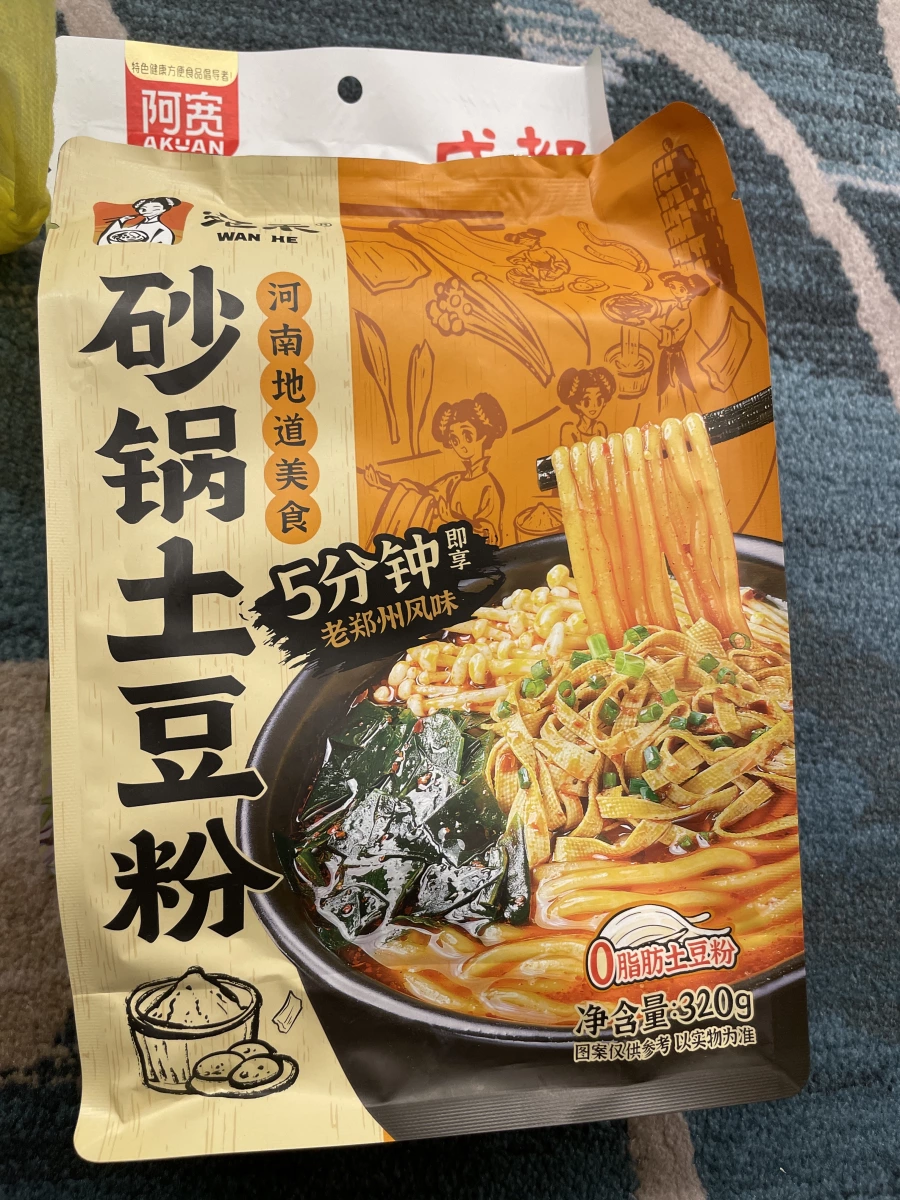 特色健康方便食品倡导者!
阿宽
AKUAN
成都
WAN HE
砂锅土豆粉
河南地道美食
5分钟即享
老郑州风味
0脂肪土豆粉
净含量:320g
图案仅供参考 以实物为准